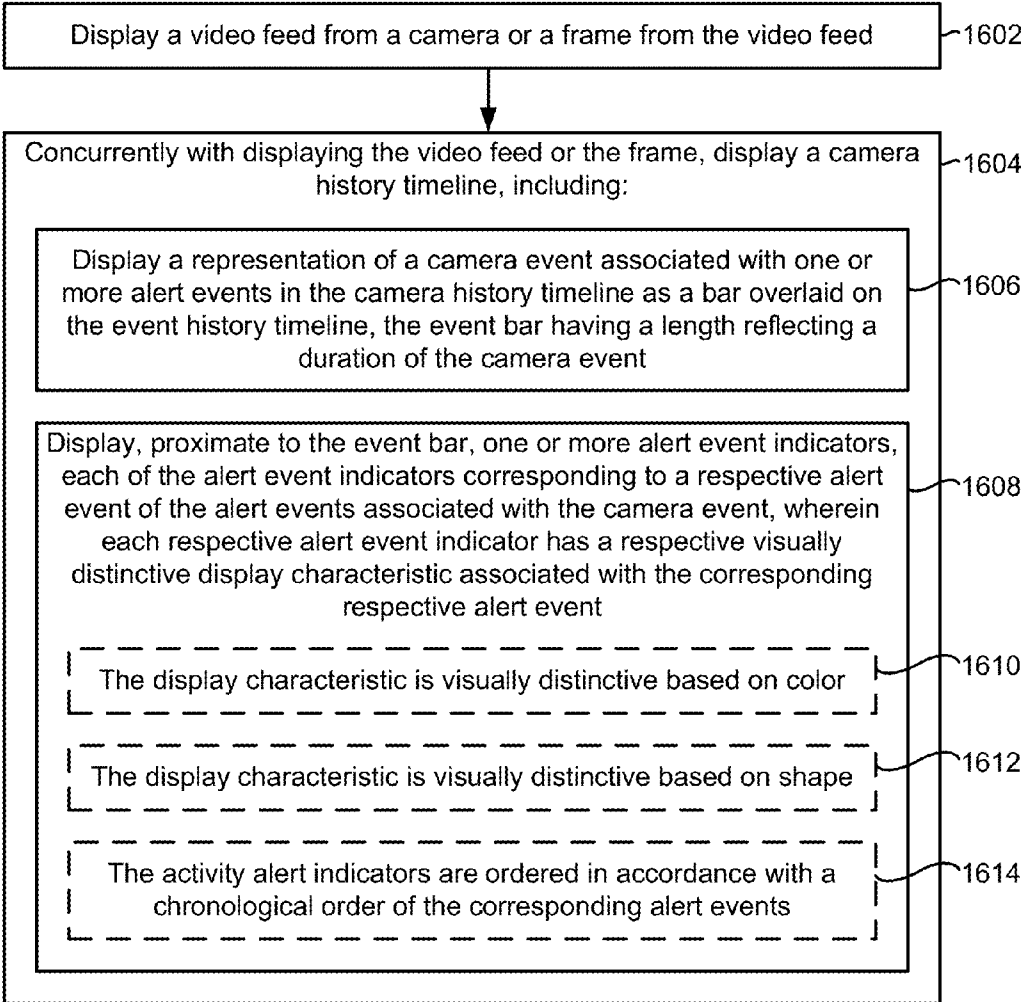 Display a video feed from a camera or a frame from the video feed
1602
Concurrently with displaying the video feed or the frame, display a camera
history timeline, including:
1604
Display a representation of a camera event associated with one or
more alert events in the camera history timeline as a bar overlaid on
the event history timeline, the event bar having a length reflecting a
duration of the camera event
1606
Display, proximate to the event bar, one or more alert event indicators,
each of the alert event indicators corresponding to a respective alert
event of the alert events associated with the camera event, wherein
each respective alert event indicator has a respective visually
distinctive display characteristic associated with the corresponding
respective alert event
1608
The display characteristic is visually distinctive based on color
1610
The display characteristic is visually distinctive based on shape
1612
The activity alert indicators are ordered in accordance with a
chronological order of the corresponding alert events
1614